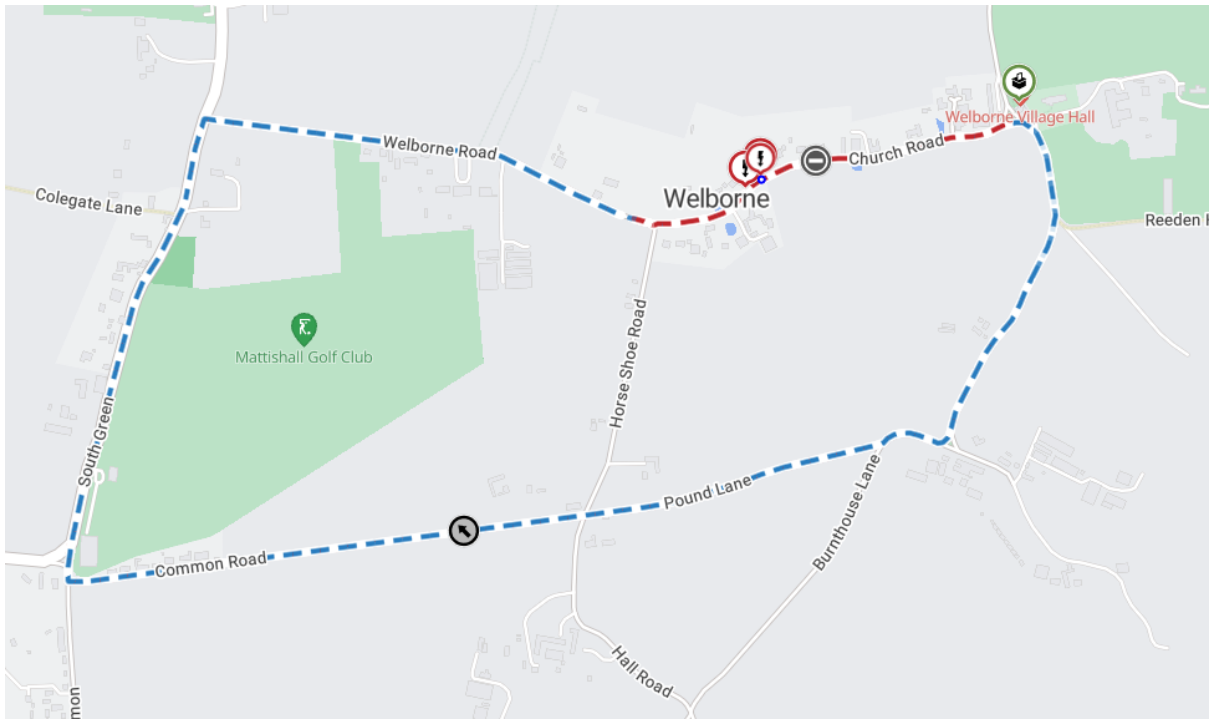 Welborne Village Hall
Welborne Road
Church Road
Colegate Lane
Welborne
Reeden H
Horse Shoe Road
Mattishall Golf Club
South Green
Pound Lane
Burnthouse Lane
Common Road
Hall Road
mon